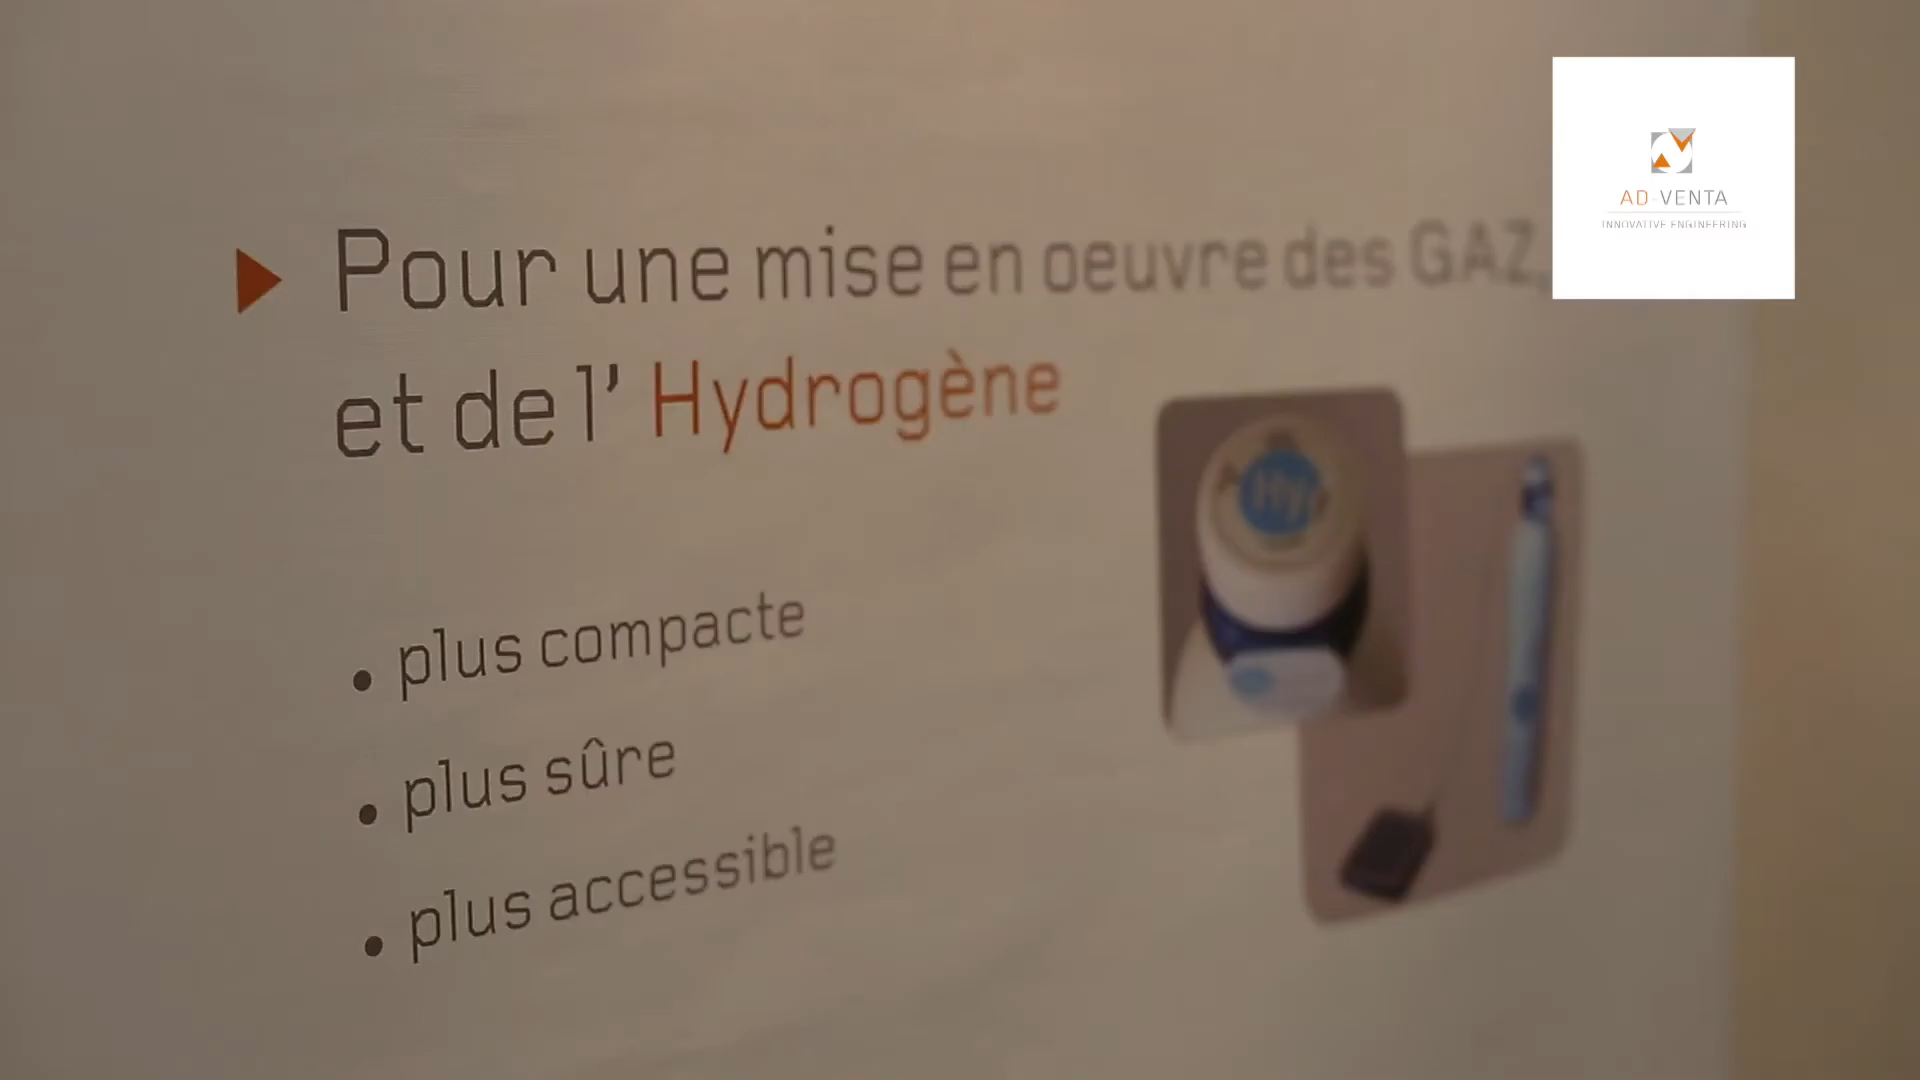 Pour une mise en oeuvre des GAZ,
et de l' Hydrogène
Hy
• plus compacte
• plus sûre
• plus accessible
AD-VENTA
INNOVATIVE ENGINEERING